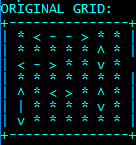 ORIGINAL GRID:
+---------------+
| * < - > * * |
| * * * * * ^ * |
| < - > * * v * |
| * * * * * * * |
| ^ * < > * ^ * |
| | * * * * v * |
| v * * * * * * |
+---------------+